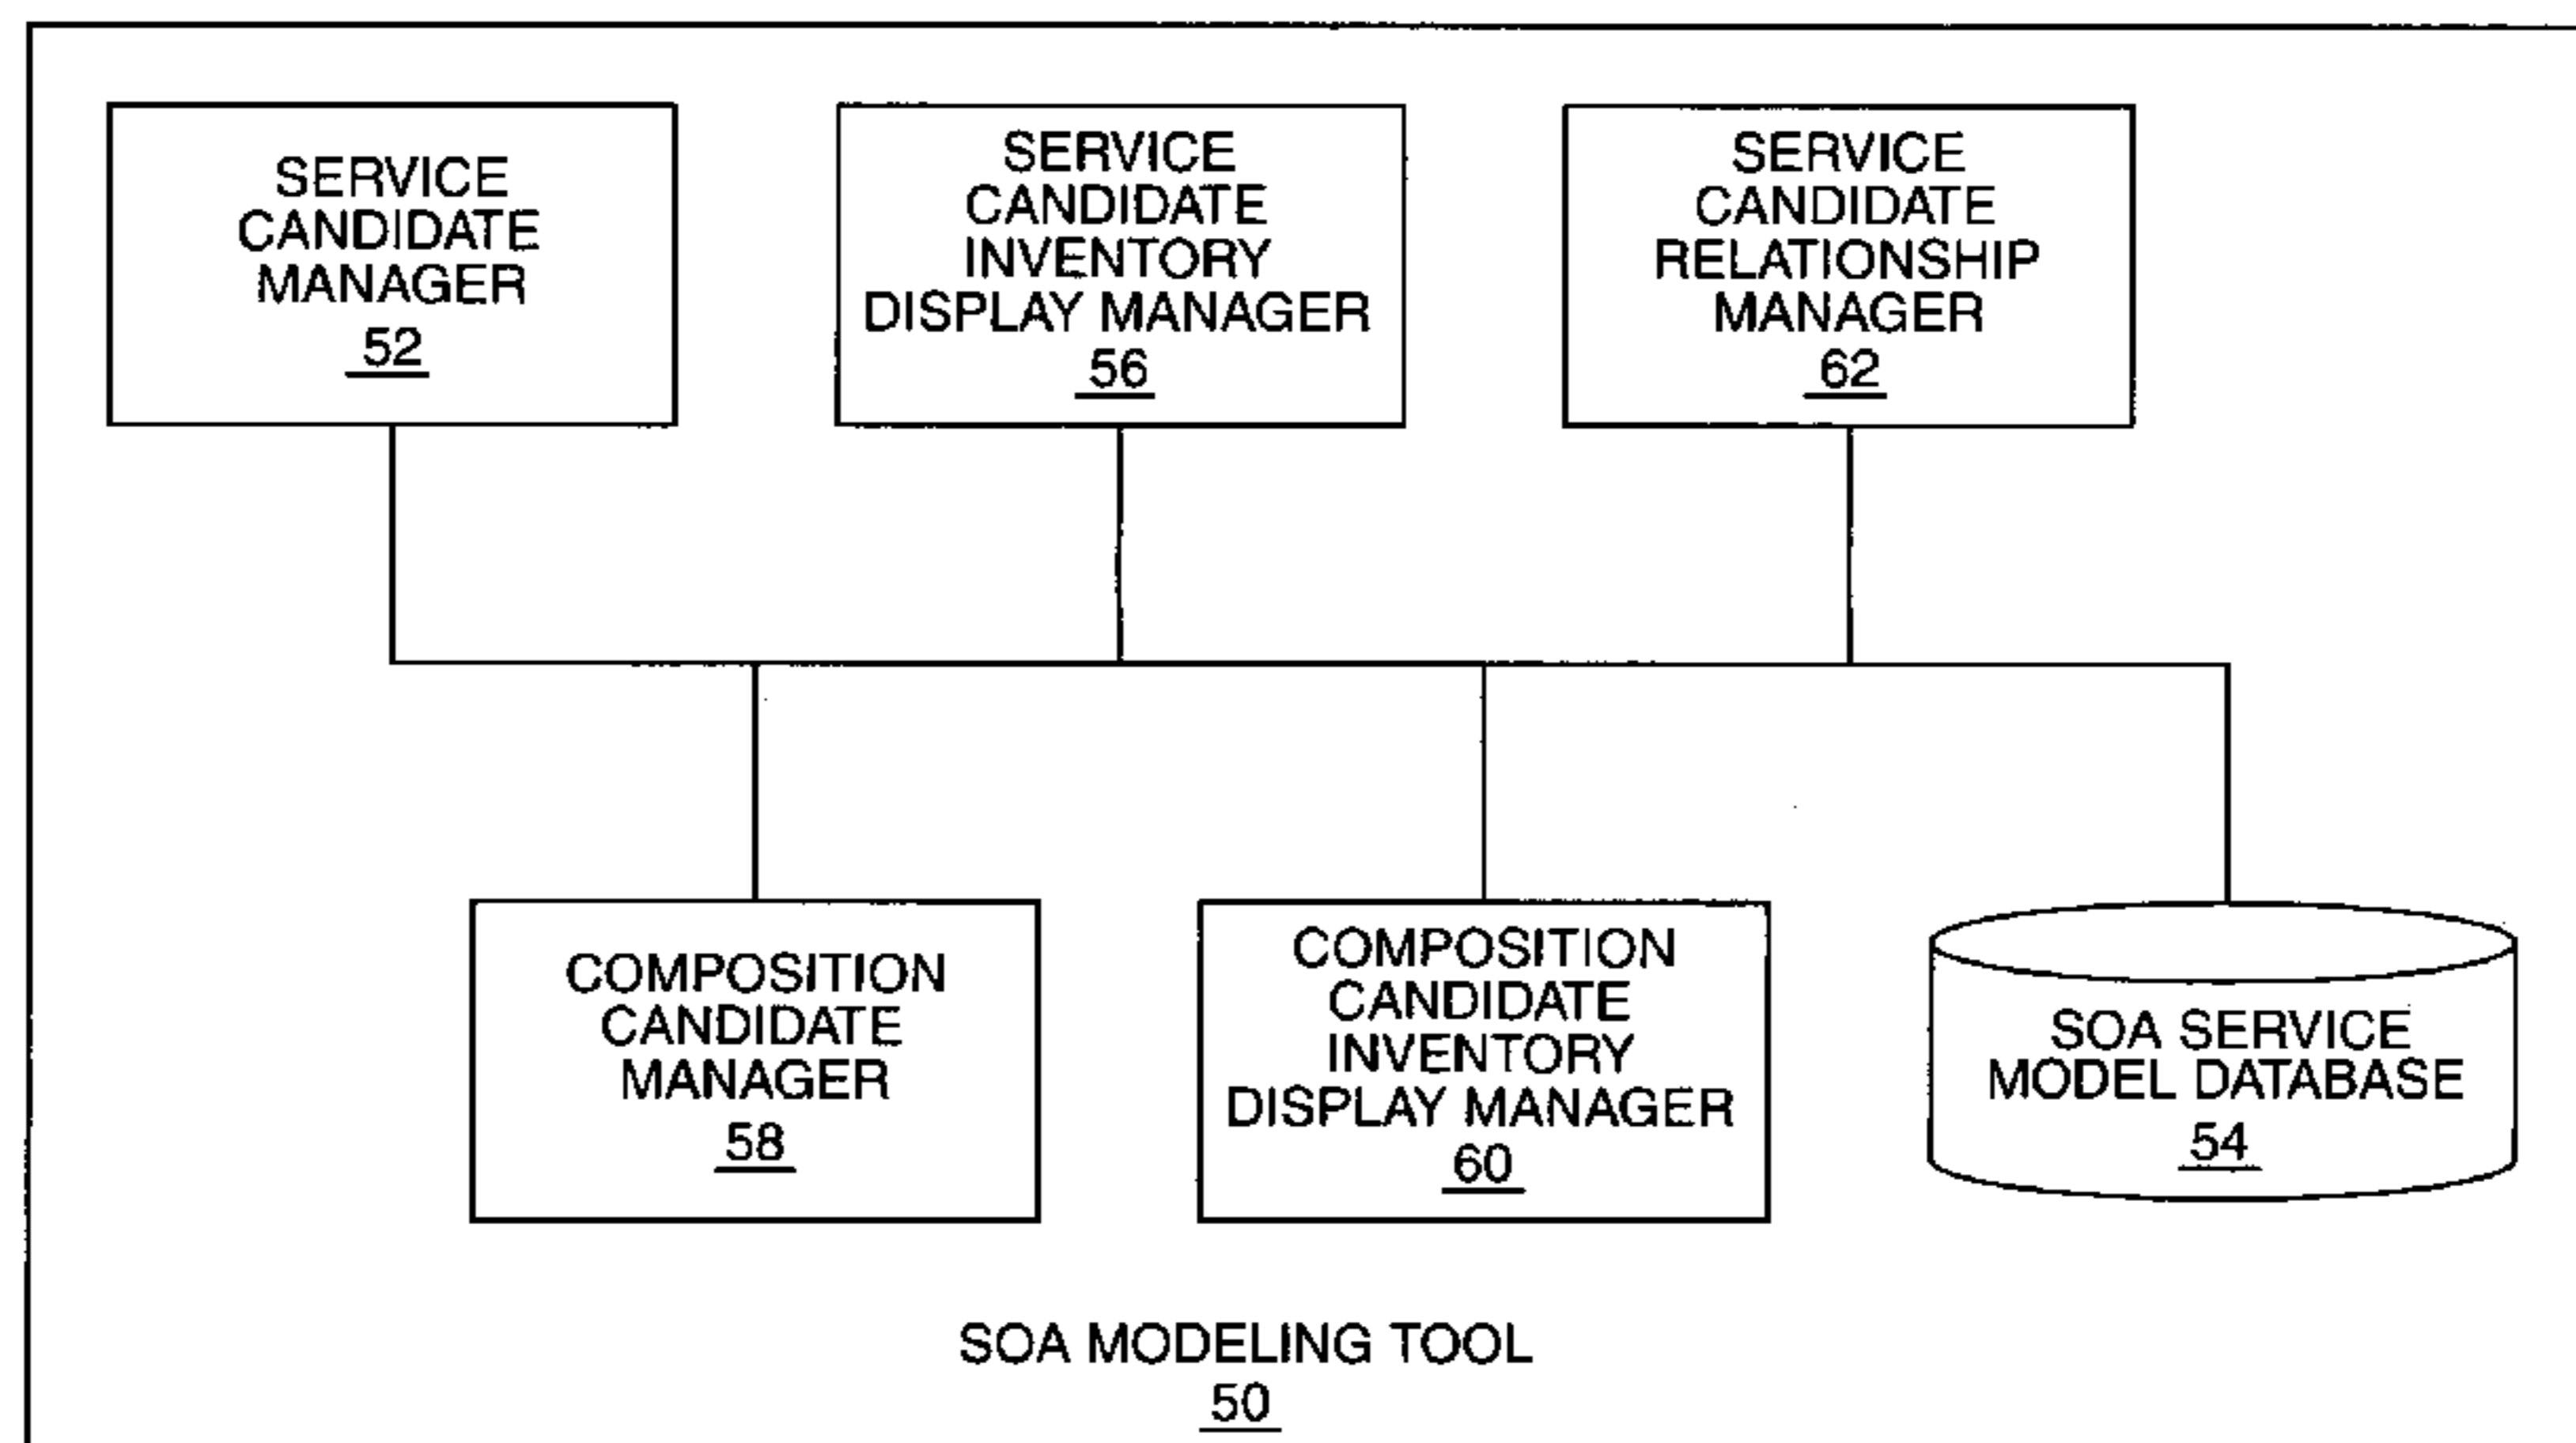 SERVICE
CANDIDATE
MANAGER
52
SERVICE
CANDIDATE
INVENTORY
DISPLAY MANAGER
56
SERVICE
CANDIDATE
RELATIONSHIP
MANAGER
62
COMPOSITION
CANDIDATE
MANAGER
58
COMPOSITION
CANDIDATE
INVENTORY
DISPLAY MANAGER
60
SOA SERVICE
MODEL DATABASE
54
SOA MODELING TOOL
50